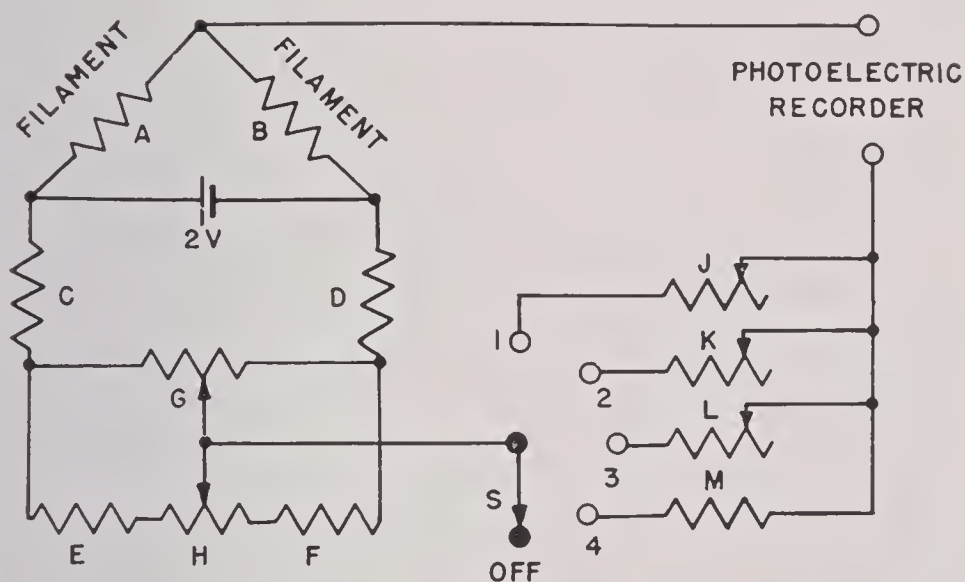 FILAMENT
FILAMENT
PHOTOELECTRIC
RECORDER
A
B
2V
C
D
J
1
K
G
2
L
3
S
M
4
E
H
F
OFF